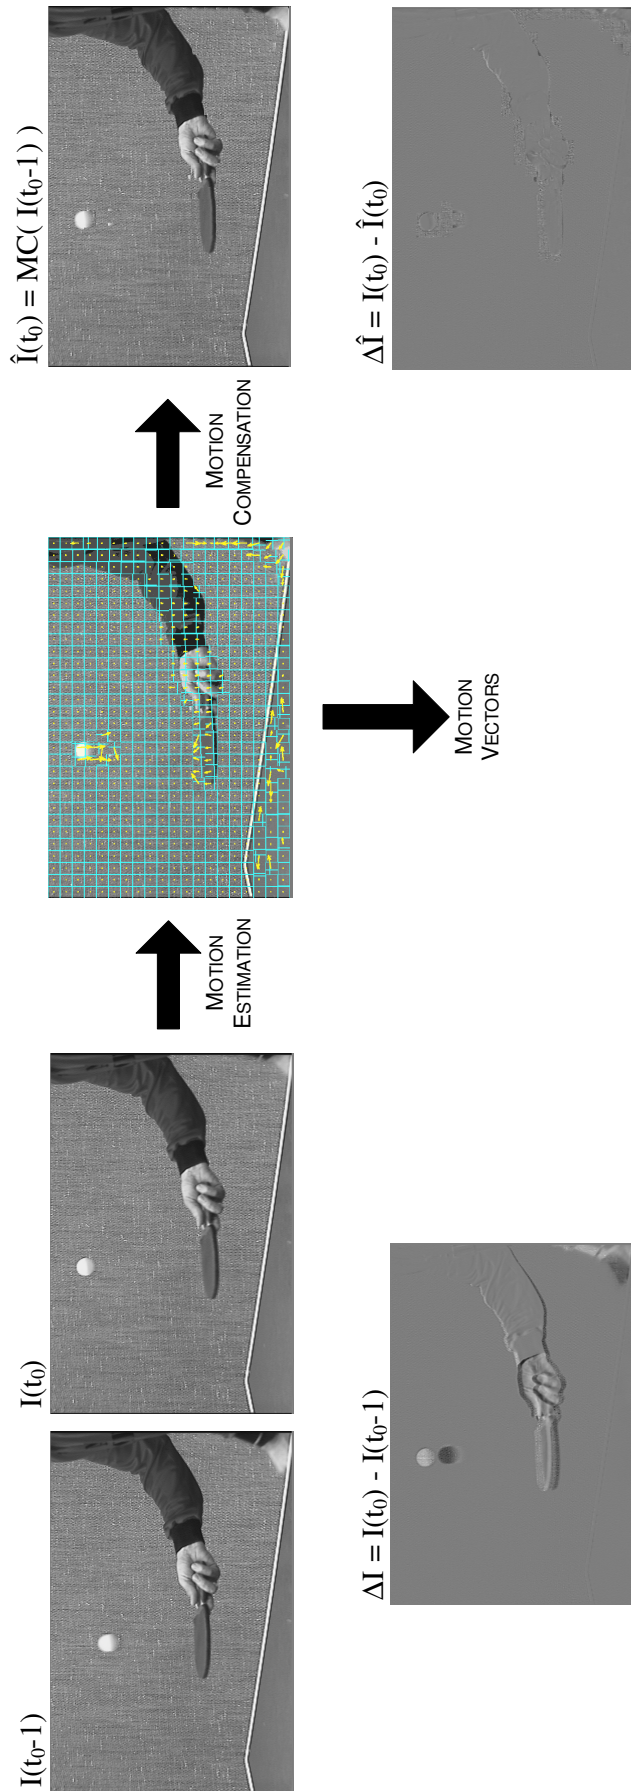 I(t₀-1)
I(t₀)
MOTION
ESTIMATION
MOTION
COMPENSATION
Î(t₀) = MC( I(t₀-1) )
ΔI = I(t₀) - I(t₀-1)
MOTION
VECTORS
ΔÎ = I(t₀) - Î(t₀)